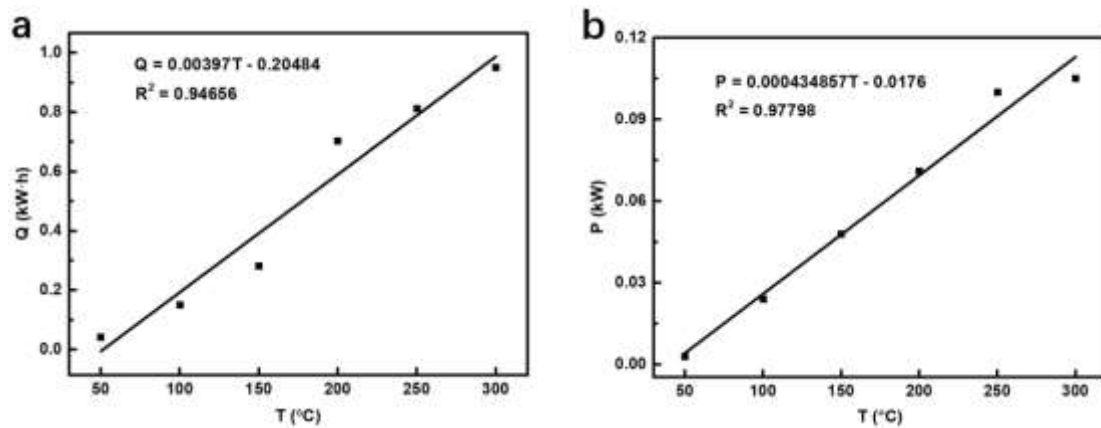 a
Q = 0.00397T - 0.20484
R² = 0.94656
1.0
0.8
0.6
0.4
0.2
0.0
Q (kW·h)
50 100 150 200 250 300
T (°C)
b
P = 0.000434857T - 0.0176
R² = 0.97798
0.12
0.09
0.06
0.03
0.00
P (kW)
50 100 150 200 250 300
T (°C)